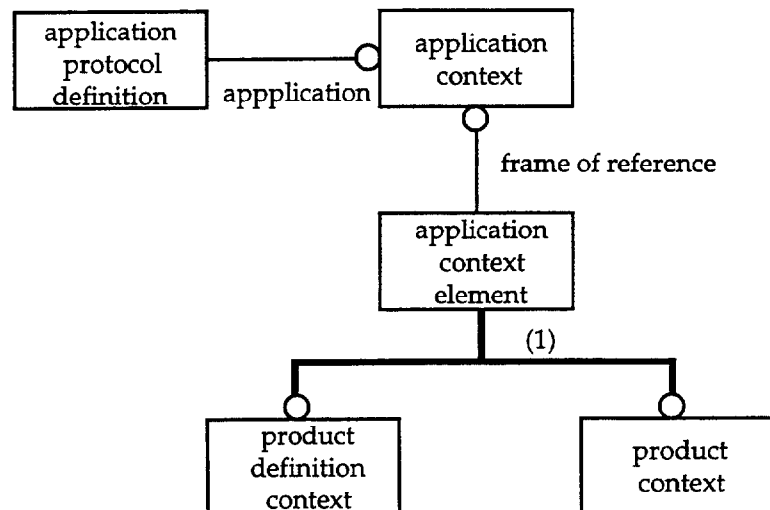 application
protocol
definition
appplication
application
context
frame of reference
application
context
element
(1)
product
definition
context
product
context